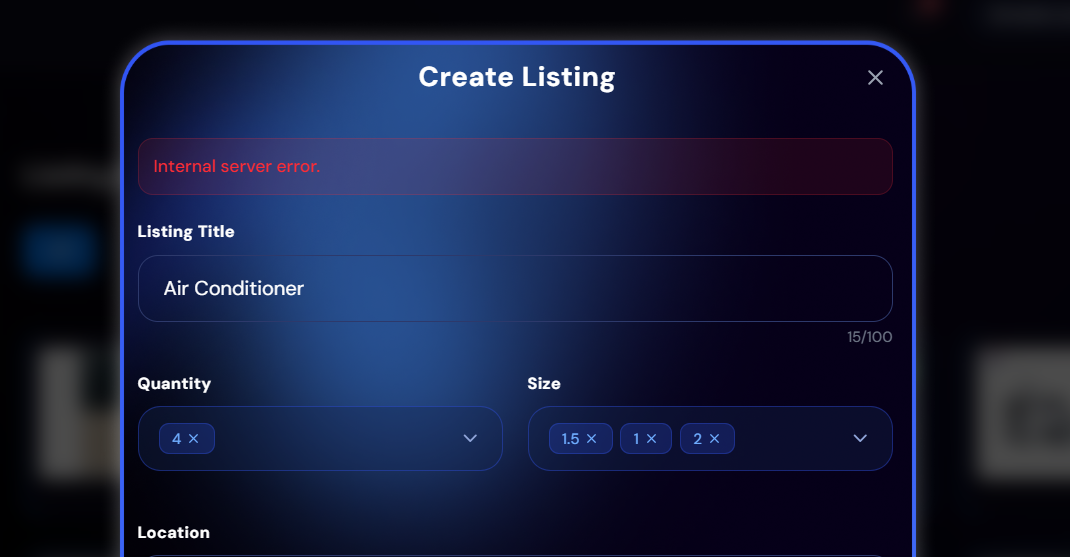 Create Listing
Internal server error.
Listing Title
Air Conditioner
15/100
Quantity
Size
4
1.5 1 2
Location